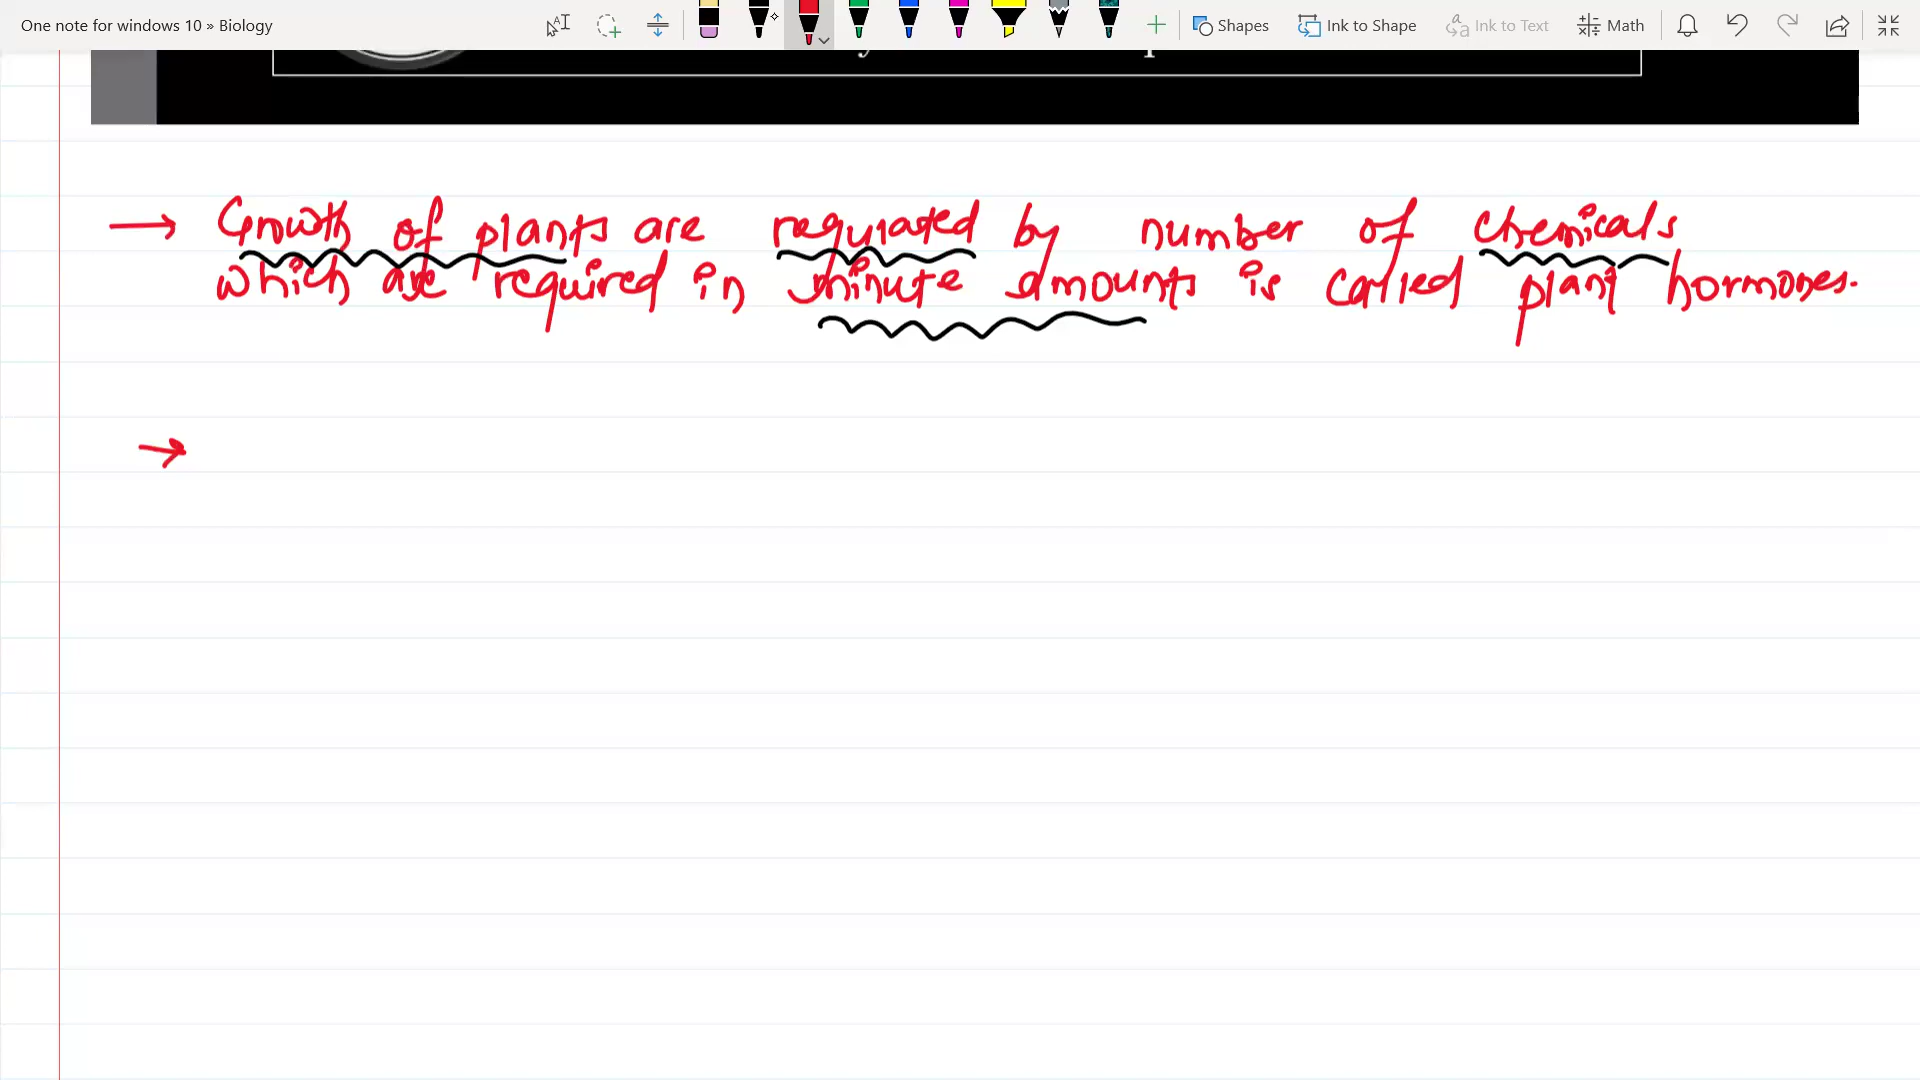 One note for windows 10 » Biology
Shapes Ink to Shape Ink to Text Math
→ Growth of plants are regulated by number of chemicals
which are required in minute amounts is called plant hormones.
→